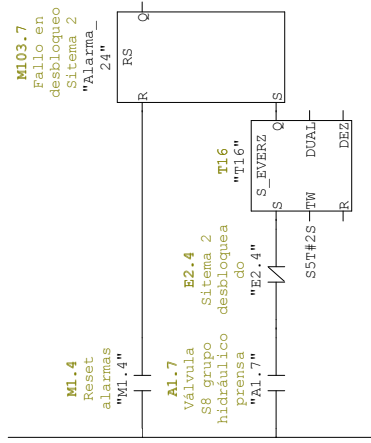 M103.7
Fallo en
desbloqueo
Sitema 2
"Alarma_
24"
RS
R
S
Q
T16
"T16"
S_EVERZ
S
Q
TW
DUAL
R
DEZ
S5T#2S
E2.4
Sitema 2
desbloquea
do
"E2.4"
M1.4
Reset
alarmas
"M1.4"
A1.7
Válvula
S8 grupo
hidráulico
prensa
"A1.7"